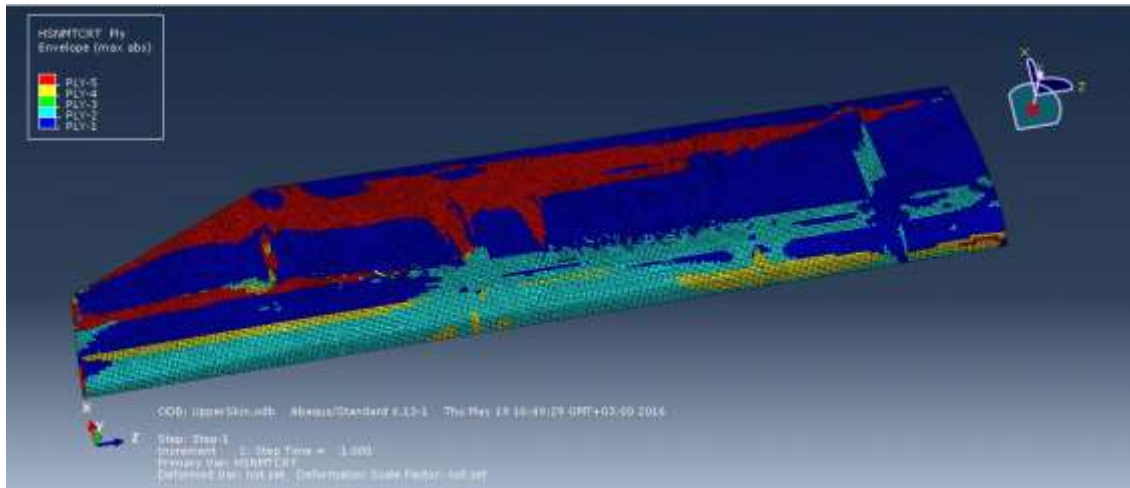 HSNMTCRT Ply
Envelope (max abs)
PLY-5
PLY-4
PLY-3
PLY-2
PLY-1
X
Z
X
Y
Z
ODB: UpperSkin.odb Abaqus/Standard 6.13-1 Thu May 19 16:49:29 GMT+03:00 2016
Step: Step-1
Increment 1: Step Time = 1.000
Primary Var: HSNMTCRT
Deformed Var: not set Deformation Scale Factor: not set